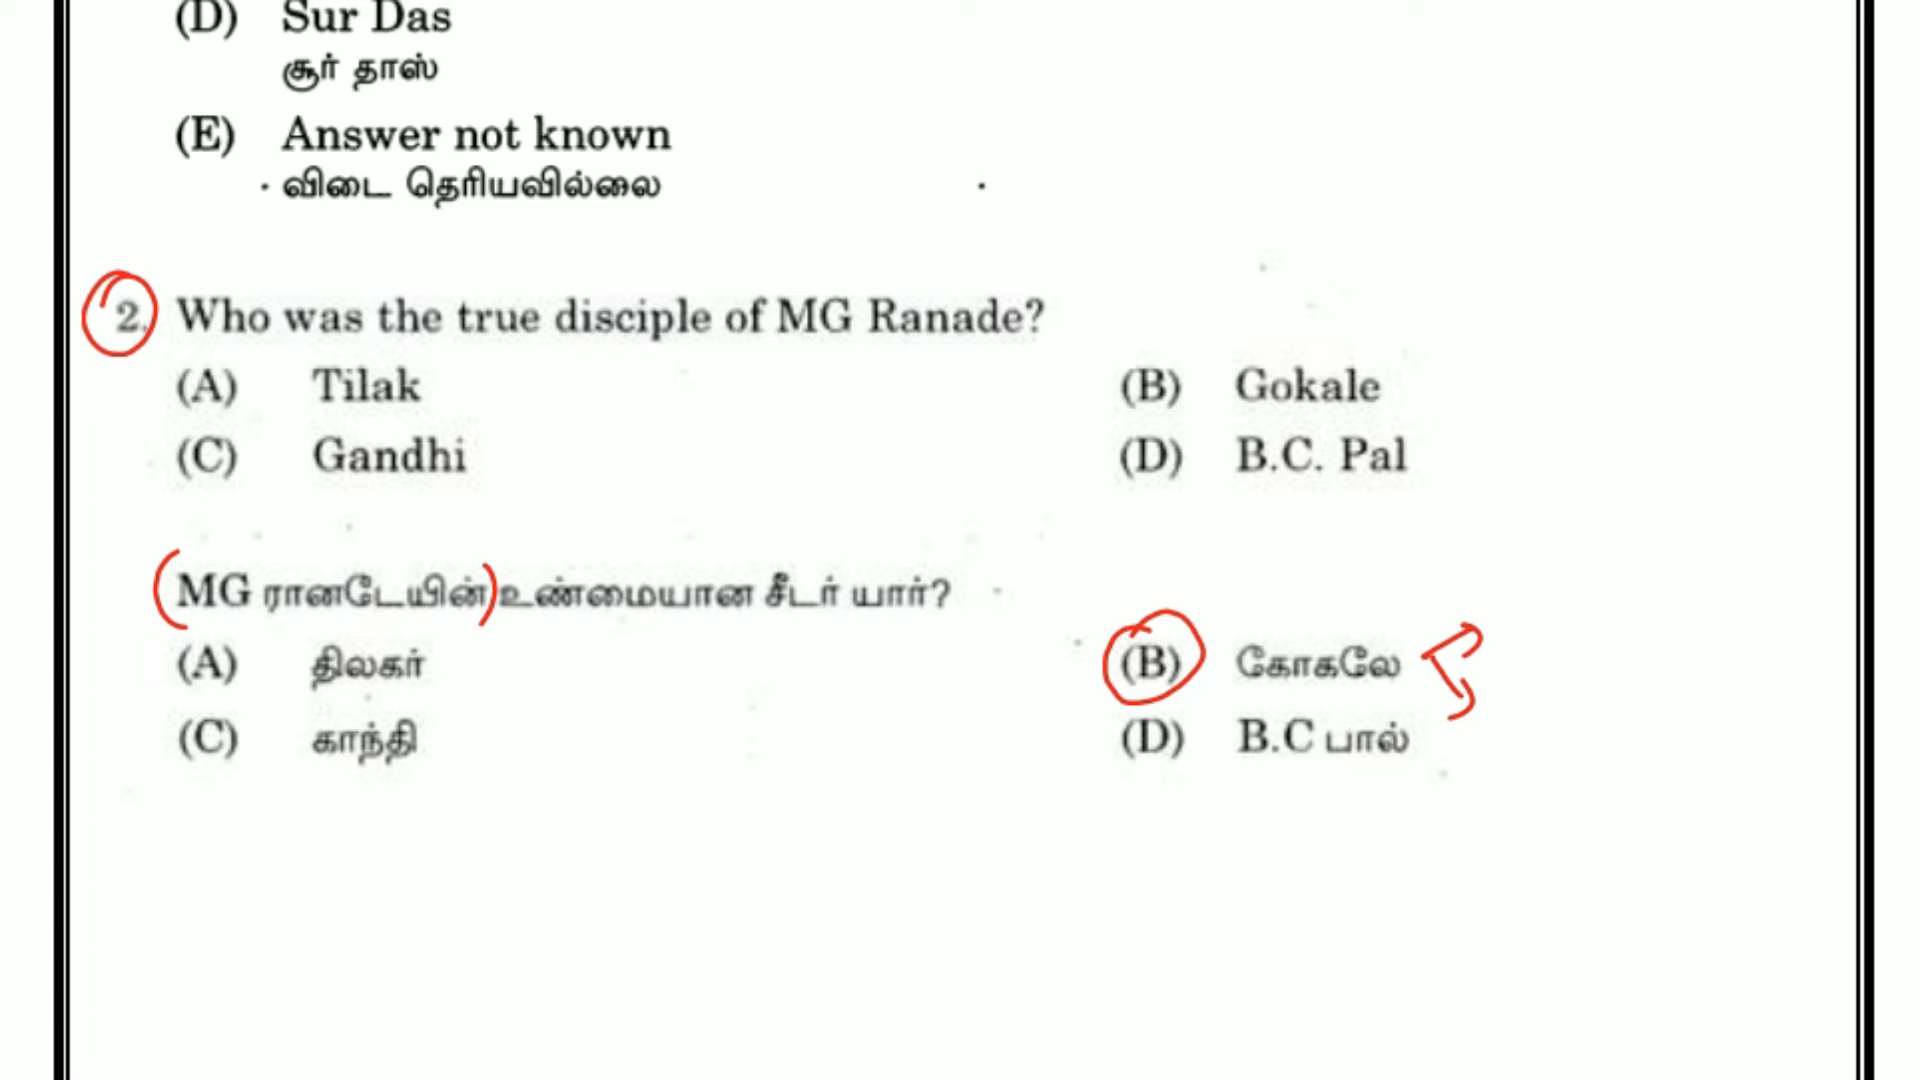 (D) Sur Das
சூர் தாஸ்
(E) Answer not known
விடை தெரியவில்லை
2. Who was the true disciple of MG Ranade?
(A) Tilak (B) Gokale
(C) Gandhi (D) B.C. Pal
MG ரானடேயின் உண்மையான சீடர் யார்?
(A) திலகர் (B) கோகலே
(C) காந்தி (D) B.C பால்